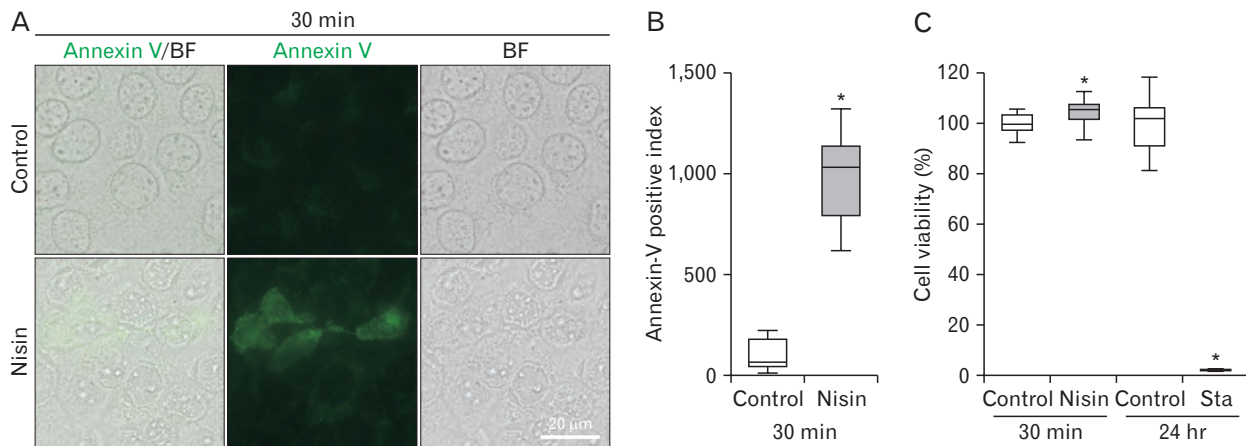 A
30 min
Annexin V/BF
Annexin V
BF
Control
Nisin
20 μm
B
Annexin-V positive index
1,500
1,000
500
0
*
Control Nisin
30 min
C
Cell viability (%)
120
100
80
60
40
20
0
*
*
Control Nisin Control Sta
30 min 24 hr